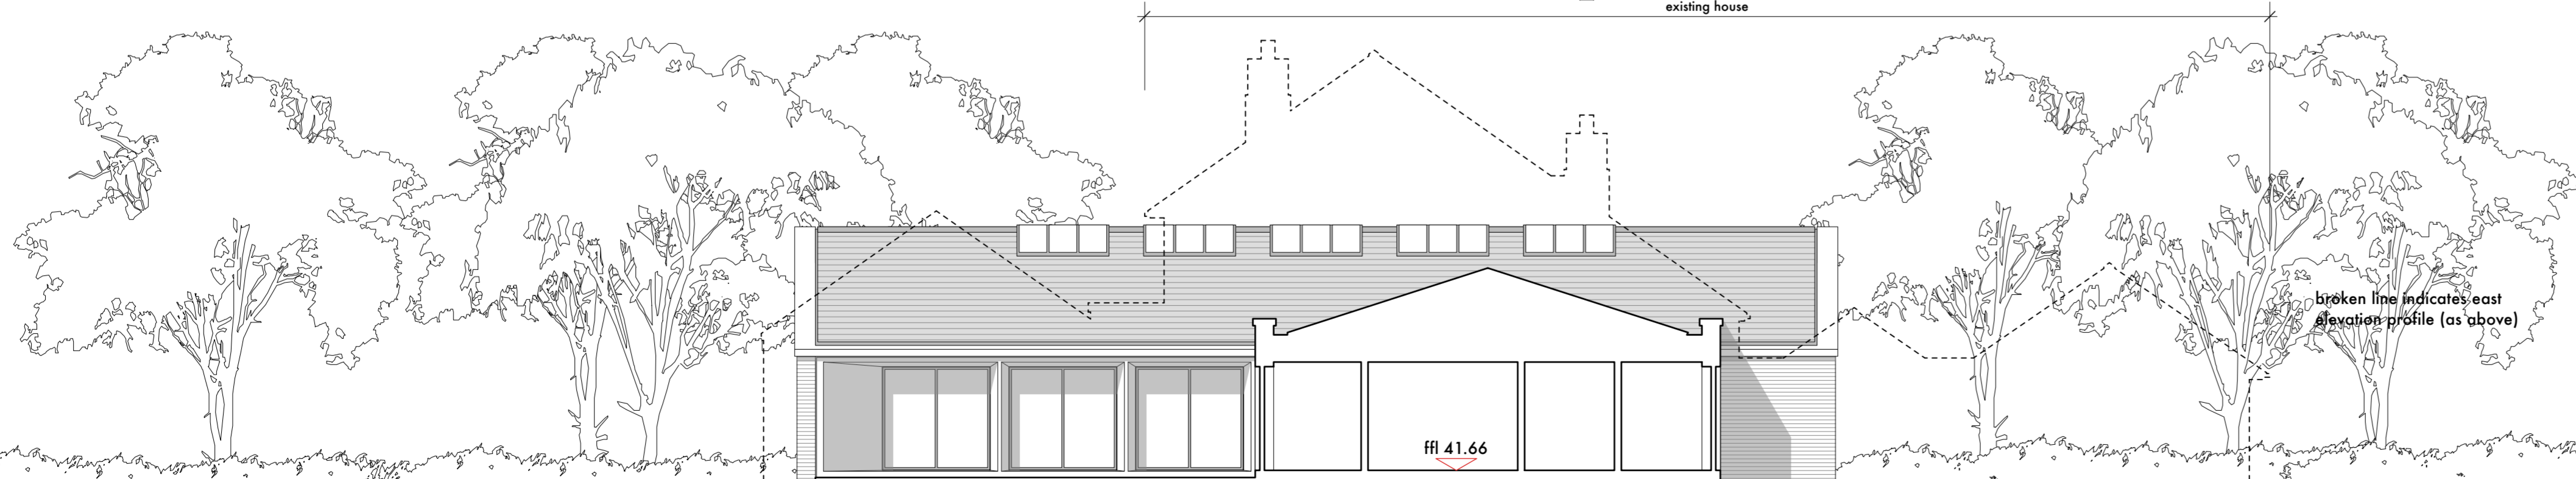 existing house
broken line indicates east
elevation profile (as above)
ffl 41.66